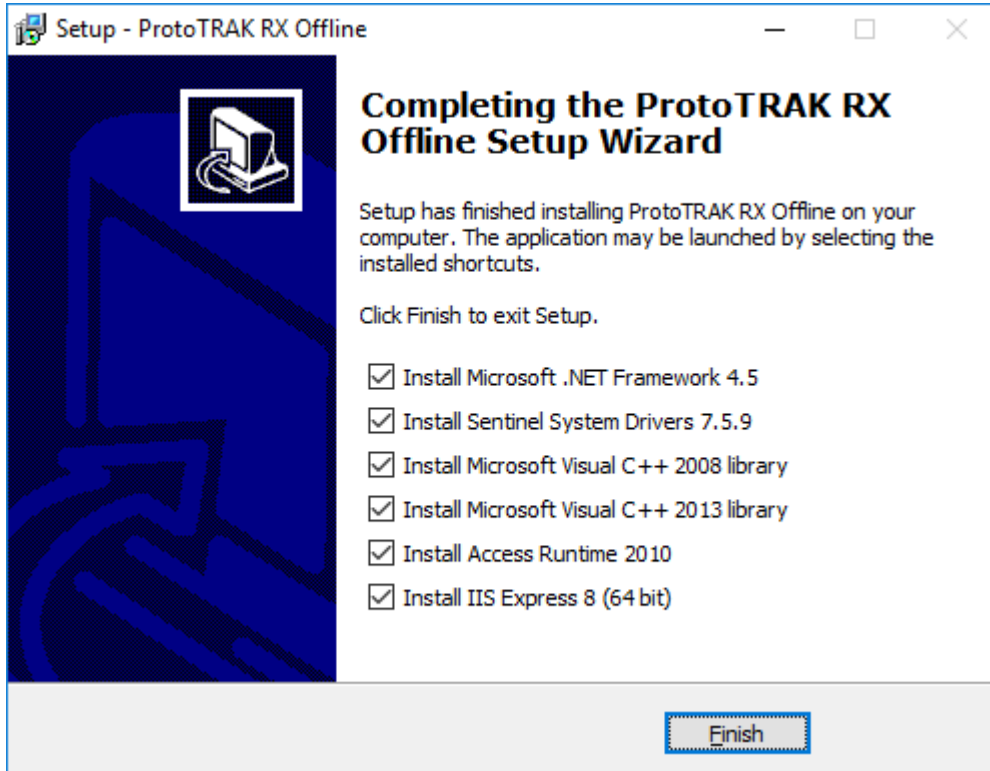 Setup - ProtoTRAK RX Offline
Completing the ProtoTRAK RX
Offline Setup Wizard
Setup has finished installing ProtoTRAK RX Offline on your
computer. The application may be launched by selecting the
installed shortcuts.
Click Finish to exit Setup.
Install Microsoft .NET Framework 4.5
Install Sentinel System Drivers 7.5.9
Install Microsoft Visual C++ 2008 library
Install Microsoft Visual C++ 2013 library
Install Access Runtime 2010
Install IIS Express 8 (64 bit)
Finish